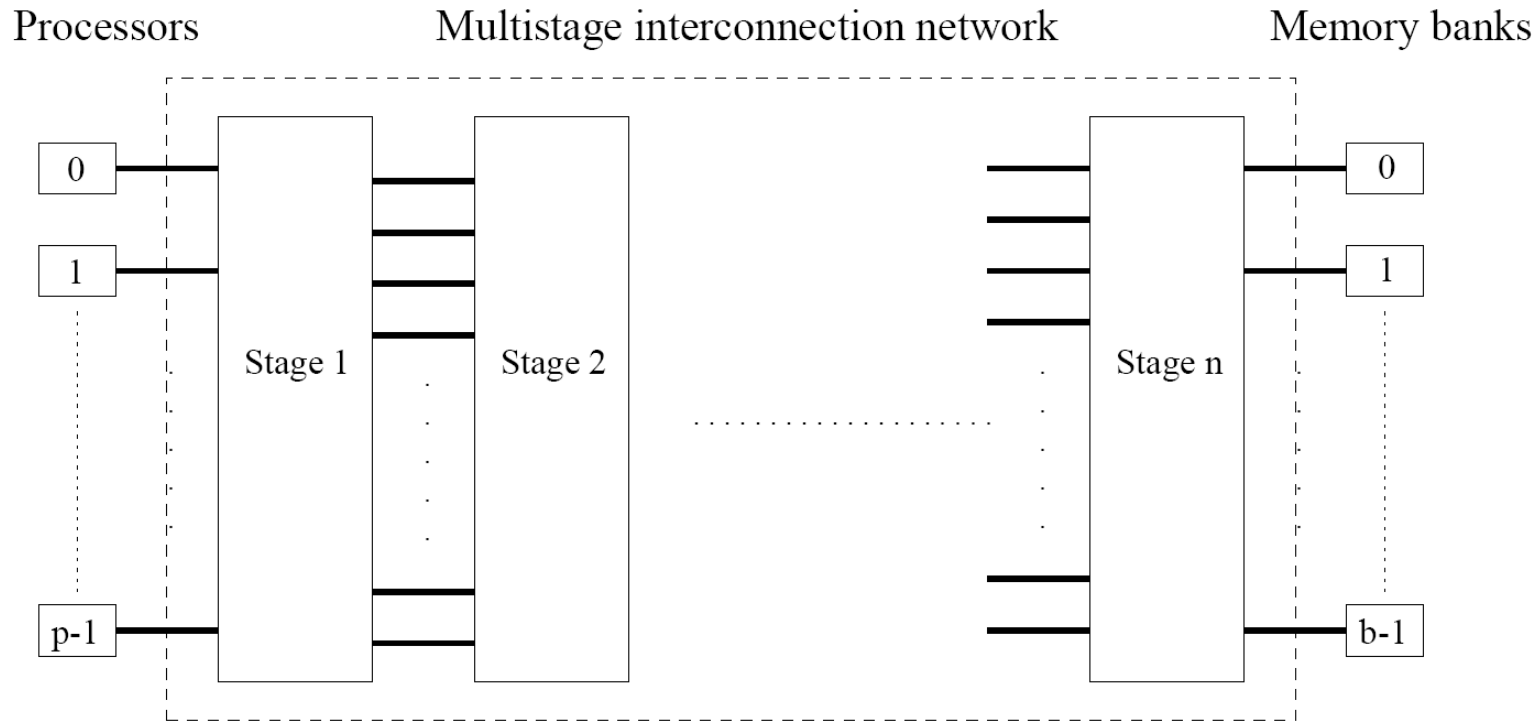 Processors Multistage interconnection network Memory banks
0 0
1 1
Stage 1 Stage 2 Stage n
p-1 b-1